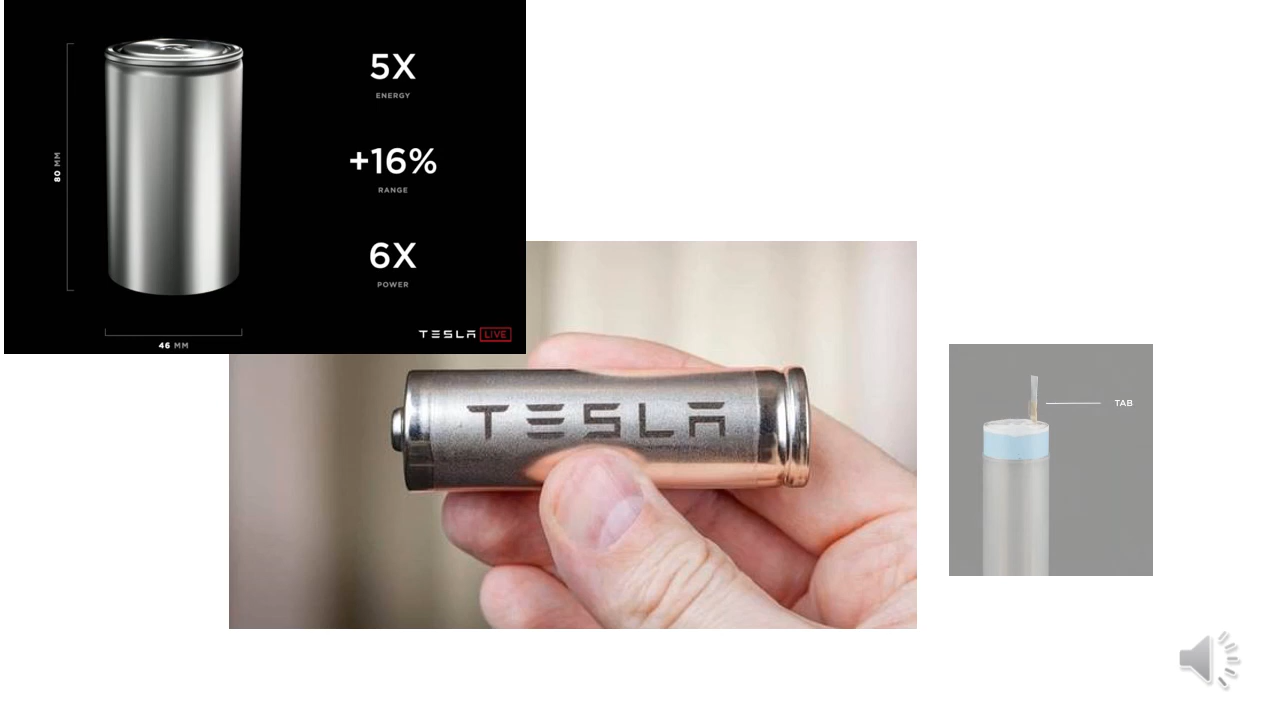 5X
ENERGY
+16%
RANGE
80 MM
6X
POWER
TESLA LIVE
46 MM
TESLA
TAB